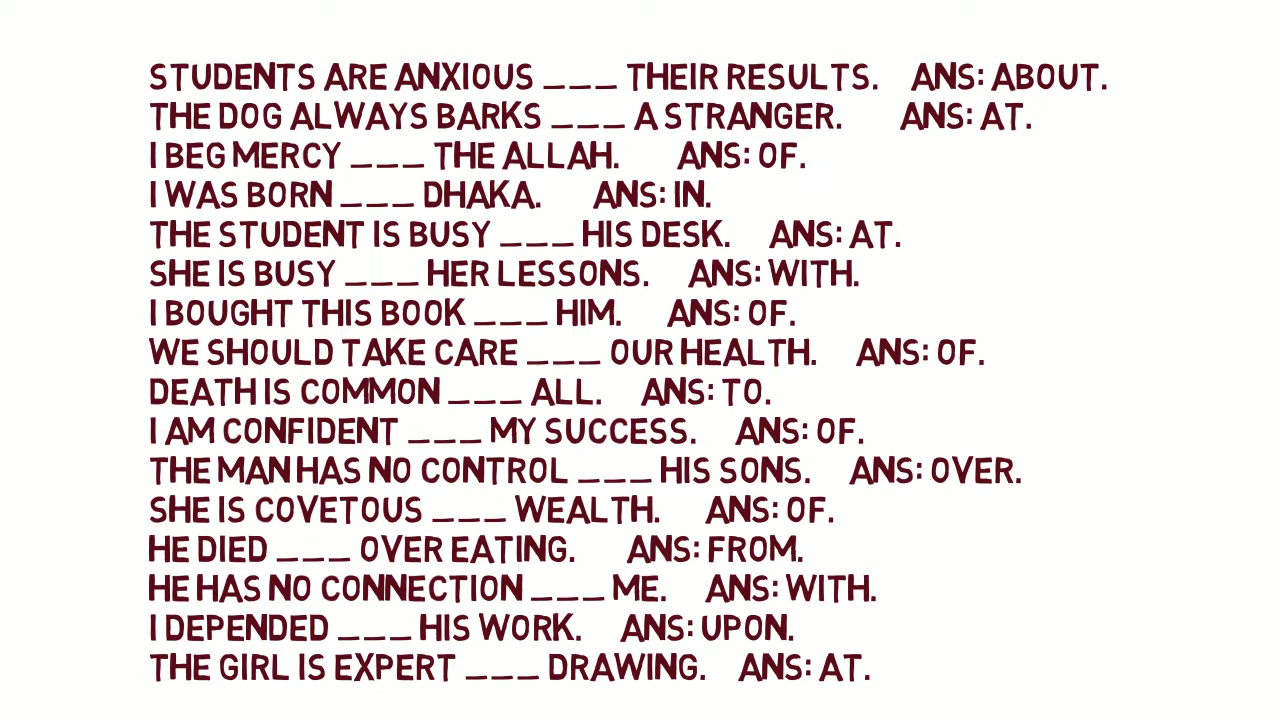 STUDENTS ARE ANXIOUS ___ THEIR RESULTS. ANS: ABOUT.
THE DOG ALWAYS BARKS ___ A STRANGER. ANS: AT.
I BEG MERCY ___ THE ALLAH. ANS: OF.
I WAS BORN ___ DHAKA. ANS: IN.
THE STUDENT IS BUSY ___ HIS DESK. ANS: AT.
SHE IS BUSY ___ HER LESSONS. ANS: WITH.
I BOUGHT THIS BOOK ___ HIM. ANS: OF.
WE SHOULD TAKE CARE ___ OUR HEALTH. ANS: OF.
DEATH IS COMMON ___ ALL. ANS: TO.
I AM CONFIDENT ___ MY SUCCESS. ANS: OF.
THE MAN HAS NO CONTROL ___ HIS SONS. ANS: OVER.
SHE IS COVETOUS ___ WEALTH. ANS: OF.
HE DIED ___ OVER EATING. ANS: FROM.
HE HAS NO CONNECTION ___ ME. ANS: WITH.
I DEPENDED ___ HIS WORK. ANS: UPON.
THE GIRL IS EXPERT ___ DRAWING. ANS: AT.